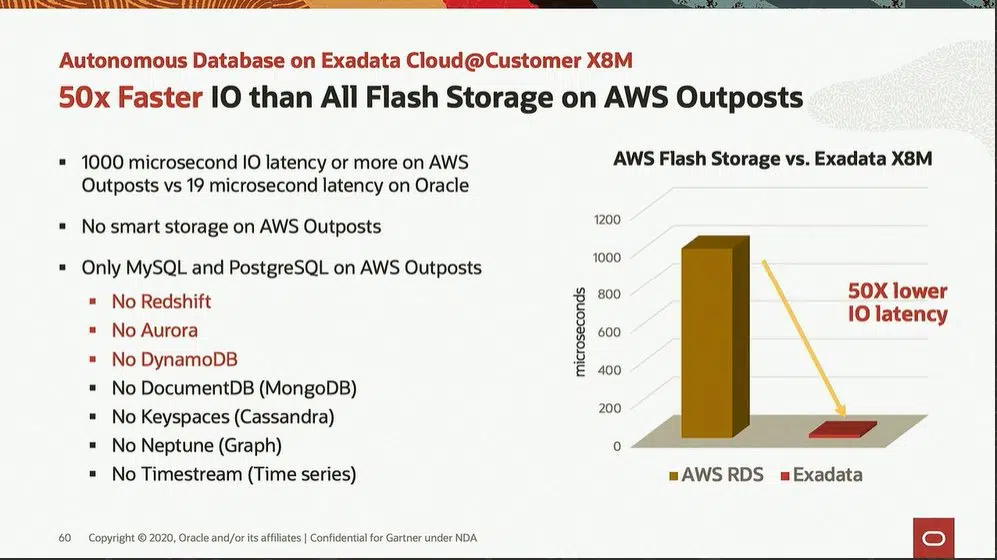 Autonomous Database on Exadata Cloud@Customer X8M
50x Faster IO than All Flash Storage on AWS Outposts
▪ 1000 microsecond IO latency or more on AWS
Outposts vs 19 microsecond latency on Oracle
▪ No smart storage on AWS Outposts
▪ Only MySQL and PostgreSQL on AWS Outposts
▪ No Redshift
▪ No Aurora
▪ No DynamoDB
▪ No DocumentDB (MongoDB)
▪ No Keyspaces (Cassandra)
▪ No Neptune (Graph)
▪ No Timestream (Time series)
AWS Flash Storage vs. Exadata X8M
1200
1000
800
600
400
200
0
microseconds
50X lower
IO latency
AWS RDS
Exadata
60
Copyright © 2020, Oracle and/or its affiliates | Confidential for Gartner under NDA